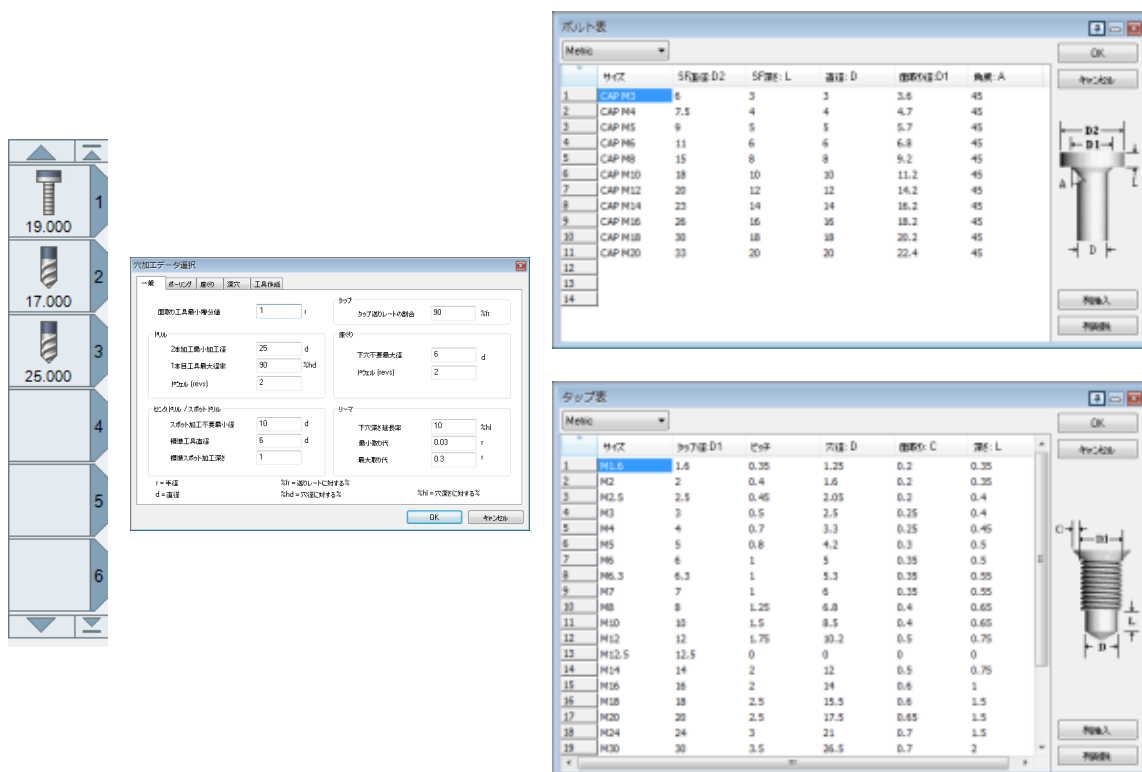 19.000
1
17.000
2
25.000
3
4
5
6
穴加工データ選択
一般 ボーリング 座ぐり 深穴 工具作成
面取り工具最小増分値 1 r
タップ
タップ送りレートの割合 90 %fr
ドリル
2本加工最小加工径 25 d
1本目工具最大径率 90 %hd
ドウェル (revs) 2
座ぐり
下穴不要最大径 6 d
ドウェル (revs) 2
センタドリル / スポットドリル
スポット加工不要最小径 10 d
標準工具直径 6 d
標準スポット加工深さ 1
リーマ
下穴深さ延長率 10 %hl
最小取り代 0.03 r
最大取り代 0.3 r
r = 半径 %fr = 送りレートに対する%
d = 直径 %hd = 穴径に対する% %hl = 穴深さに対する%
OK キャンセル
ボルト表
Metric
OK
キャンセル
サイズ SF直径:D2 SF深さ: L 直径: D 面取り径:D1 角度: A
1 CAP M3 6 3 3 3.6 45
2 CAP M4 7.5 4 4 4.7 45
3 CAP M5 9 5 5 5.7 45
4 CAP M6 11 6 6 6.8 45
5 CAP M8 15 8 8 9.2 45
6 CAP M10 18 10 10 11.2 45
7 CAP M12 20 12 12 14.2 45
8 CAP M14 23 14 14 16.2 45
9 CAP M16 26 16 16 18.2 45
10 CAP M18 30 18 18 20.2 45
11 CAP M20 33 20 20 22.4 45
12
13
14
D2
D1
A
L
D
列挿入
列削除
タップ表
Metric
OK
キャンセル
サイズ タップ径:D1 ピッチ 穴径: D 面取り: C 深さ: L
1 M1.6 1.6 0.35 1.25 0.2 0.35
2 M2 2 0.4 1.6 0.2 0.35
3 M2.5 2.5 0.45 2.05 0.2 0.4
4 M3 3 0.5 2.5 0.25 0.4
5 M4 4 0.7 3.3 0.25 0.45
6 M5 5 0.8 4.2 0.3 0.5
7 M6 6 1 5 0.35 0.5
8 M6.3 6.3 1 5.3 0.35 0.55
9 M7 7 1 6 0.35 0.55
10 M8 8 1.25 6.8 0.4 0.65
11 M10 10 1.5 8.5 0.4 0.65
12 M12 12 1.75 10.2 0.5 0.75
13 M12.5 12.5 0 0 0 0
14 M14 14 2 12 0.5 0.75
15 M16 16 2 14 0.6 1
16 M18 18 2.5 15.5 0.6 1.5
17 M20 20 2.5 17.5 0.65 1.5
18 M24 24 3 21 0.7 1.5
19 M30 30 3.5 26.5 0.7 2
C
D1
L
D
列挿入
列削除